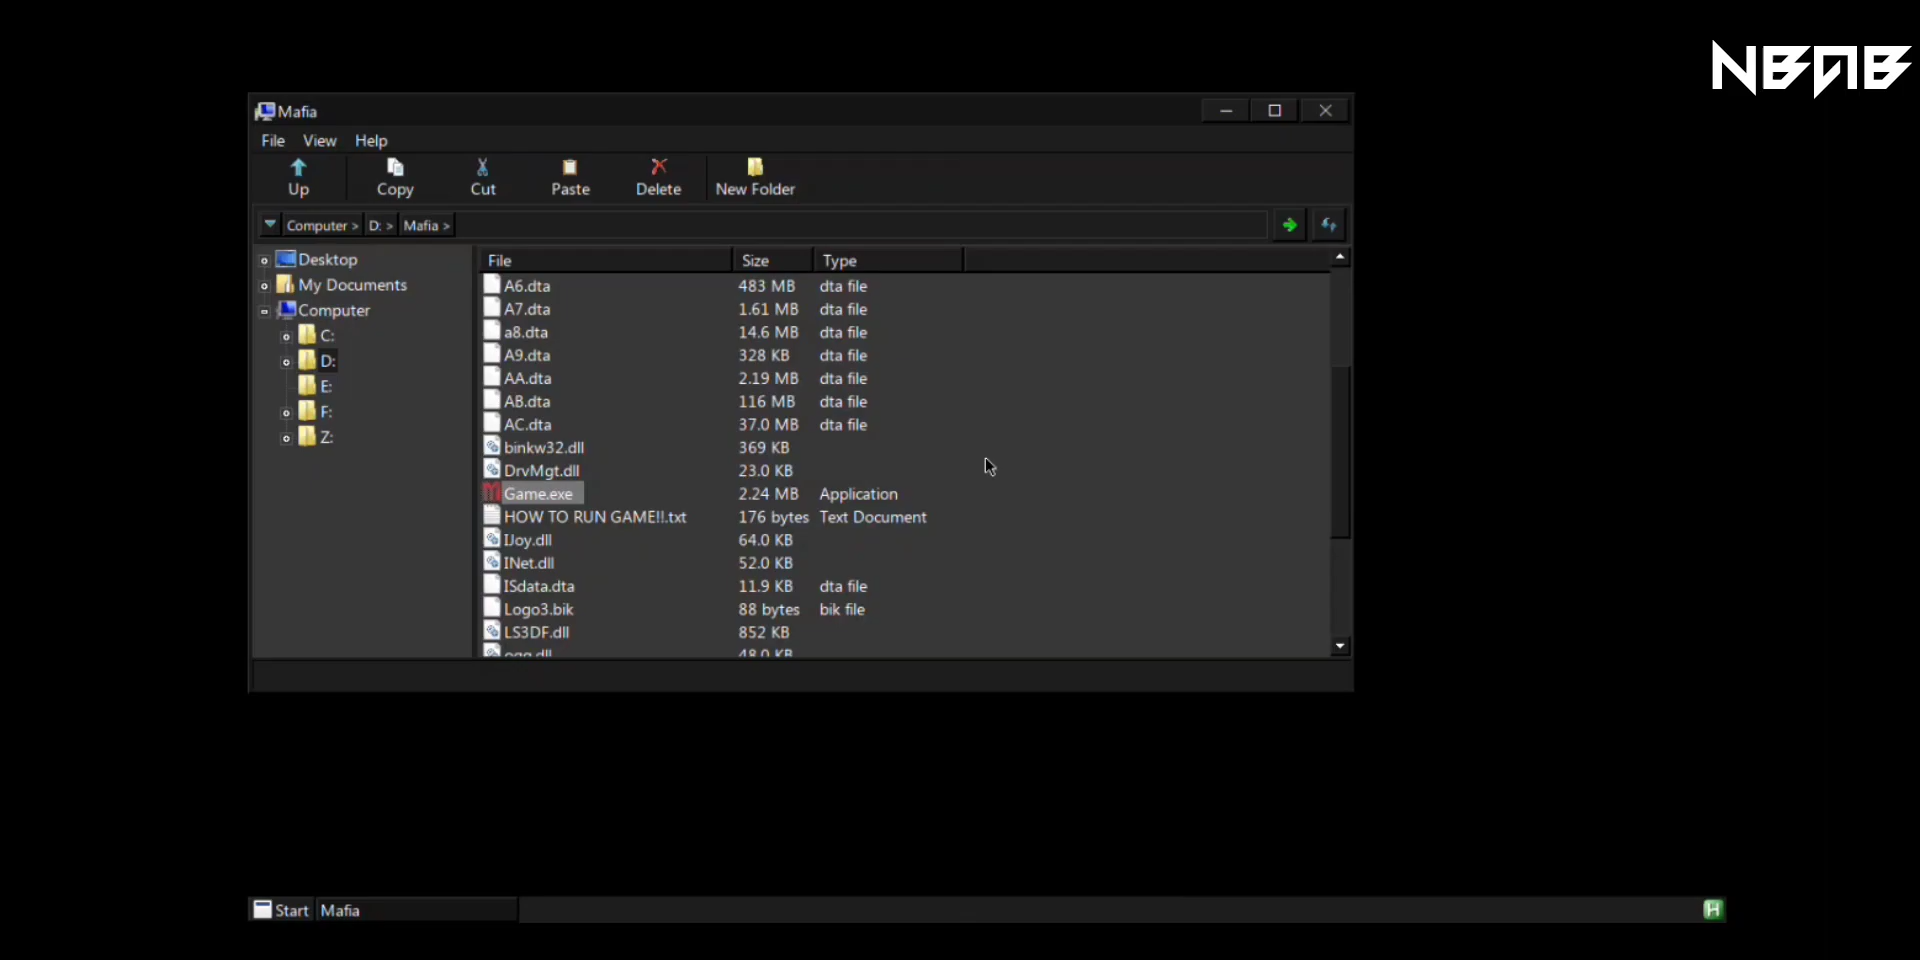 NBAB
Mafia
File View Help
Up Copy Cut Paste Delete New Folder
Computer > D: > Mafia >
Desktop
My Documents
Computer
C:
D:
E:
F:
Z:
File Size Type
A6.dta 483 MB dta file
A7.dta 1.61 MB dta file
a8.dta 14.6 MB dta file
A9.dta 328 KB dta file
AA.dta 2.19 MB dta file
AB.dta 116 MB dta file
AC.dta 37.0 MB dta file
binkw32.dll 369 KB
DrvMgt.dll 23.0 KB
Game.exe 2.24 MB Application
HOW TO RUN GAME!!.txt 176 bytes Text Document
IJoy.dll 64.0 KB
INet.dll 52.0 KB
ISdata.dta 11.9 KB dta file
Logo3.bik 88 bytes bik file
LS3DF.dll 852 KB
ogg.dll 48.0 KB
Start Mafia H